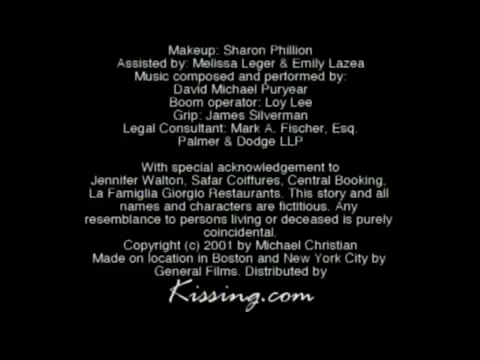 Makeup: Sharon Phillion
Assisted by: Melissa Leger & Emily Lazea
Music composed and performed by:
David Michael Puryear
Boom operator: Loy Lee
Grip: James Silverman
Legal Consultant: Mark A. Fischer, Esq.
Palmer & Dodge LLP
With special acknowledgement to
Jennifer Walton, Safar Coiffures, Central Booking,
La Famiglia Giorgio Restaurants. This story and all
names and characters are fictitious. Any
resemblance to persons living or deceased is purely
coincidental.
Copyright (c) 2001 by Michael Christian
Made on location in Boston and New York City by
General Films. Distributed by
Kissing.com